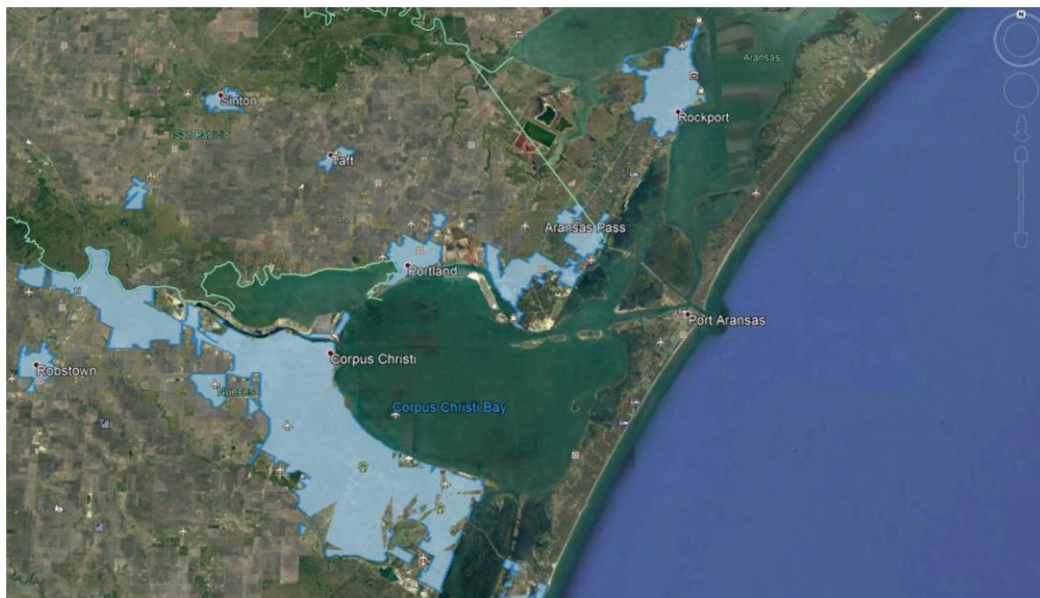 N
Aransas
Sinton
Rockport
San Patricio
Taft
Aransas Pass
Portland
Port Aransas
Corpus Christi
Robstown
Nueces
Corpus Christi Bay